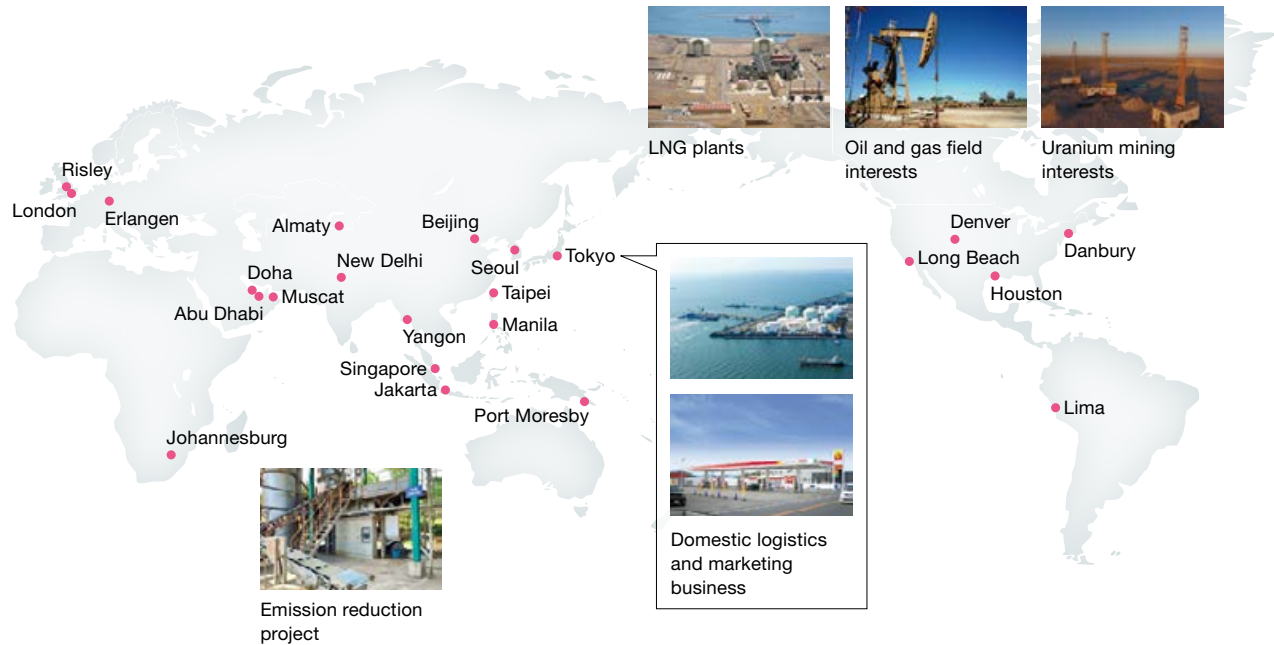 LNG plants
Oil and gas field
interests
Uranium mining
interests
Risley
London
Erlangen
Almaty
Beijing
Seoul
Tokyo
New Delhi
Doha
Abu Dhabi
Muscat
Taipei
Manila
Yangon
Singapore
Jakarta
Port Moresby
Johannesburg
Denver
Long Beach
Houston
Danbury
Lima
Domestic logistics
and marketing
business
Emission reduction
project